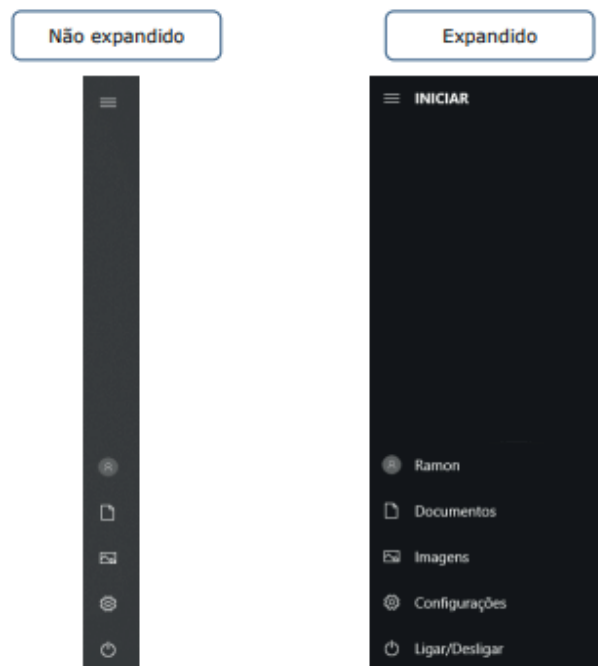 Não expandido
Expandido
INICIAR
Ramon
Documentos
Imagens
Configurações
Ligar/Desligar